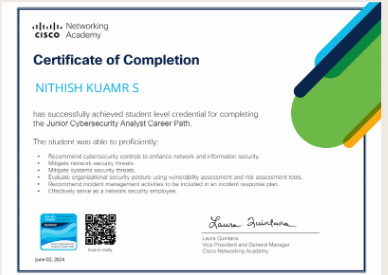 Networking
CISCO Academy
Certificate of Completion
NITHISH KUAMR S
has successfully achieved student level credential for completing
the Junior Cybersecurity Analyst Career Path.
The student was able to proficiently:
• Recommend cybersecurity controls to enhance network and information security.
• Mitigate network security threats.
• Mitigate systems security threats.
• Evaluate organizational security posture using vulnerability assessment and risk assessment tools.
• Recommend incident management activities to be included in an incident response plan.
• Effectively serve as a network security employee.
Scan to Verify
Laura Quintana
Laura Quintana
Vice President and General Manager
Cisco Networking Academy
June 02, 2024